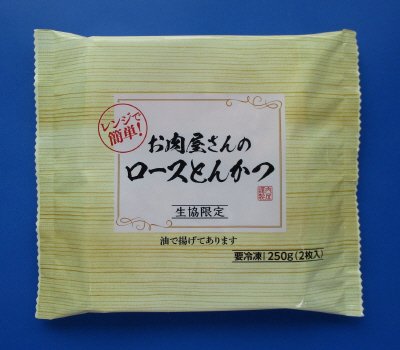 レンジで
簡単!
お肉屋さんの
ロースとんかつ
生協限定
油で揚げてあります
要冷凍 250g(2枚入)